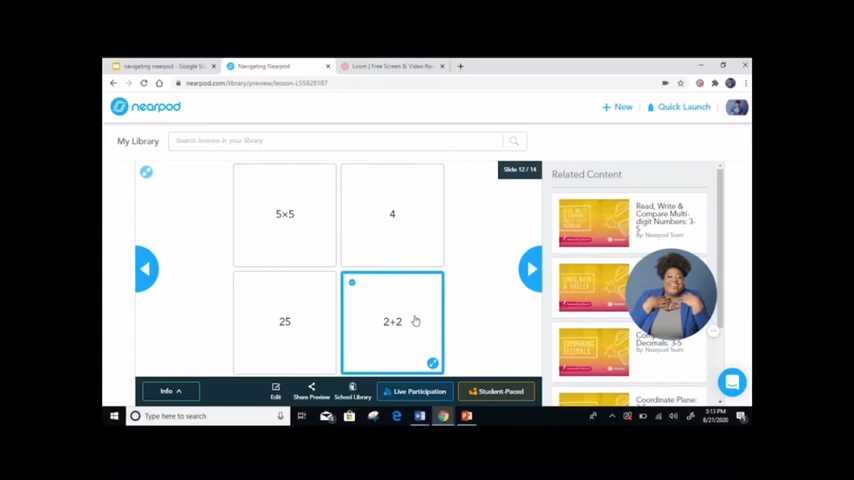 navigating nearpod - Google Sli
Navigating Nearpod
Loom | Free Screen & Video Re
nearpod.com/library/preview/lesson-L55828187
nearpod
+ New
Quick Launch
My Library
Search lessons in your library
Slide 12 / 14
Related Content
5×5
4
25
2+2
Read, Write &
Compare Multi-
digit Numbers: 3-
5
By: Nearpod Team
COMPARING
DECIMALS
Decimals: 3-5
By: Nearpod Team
Coordinate Plane:
Info
Edit
Share Preview
School Library
Live Participation
Student-Paced
Type here to search
3:13 PM
8/21/2020